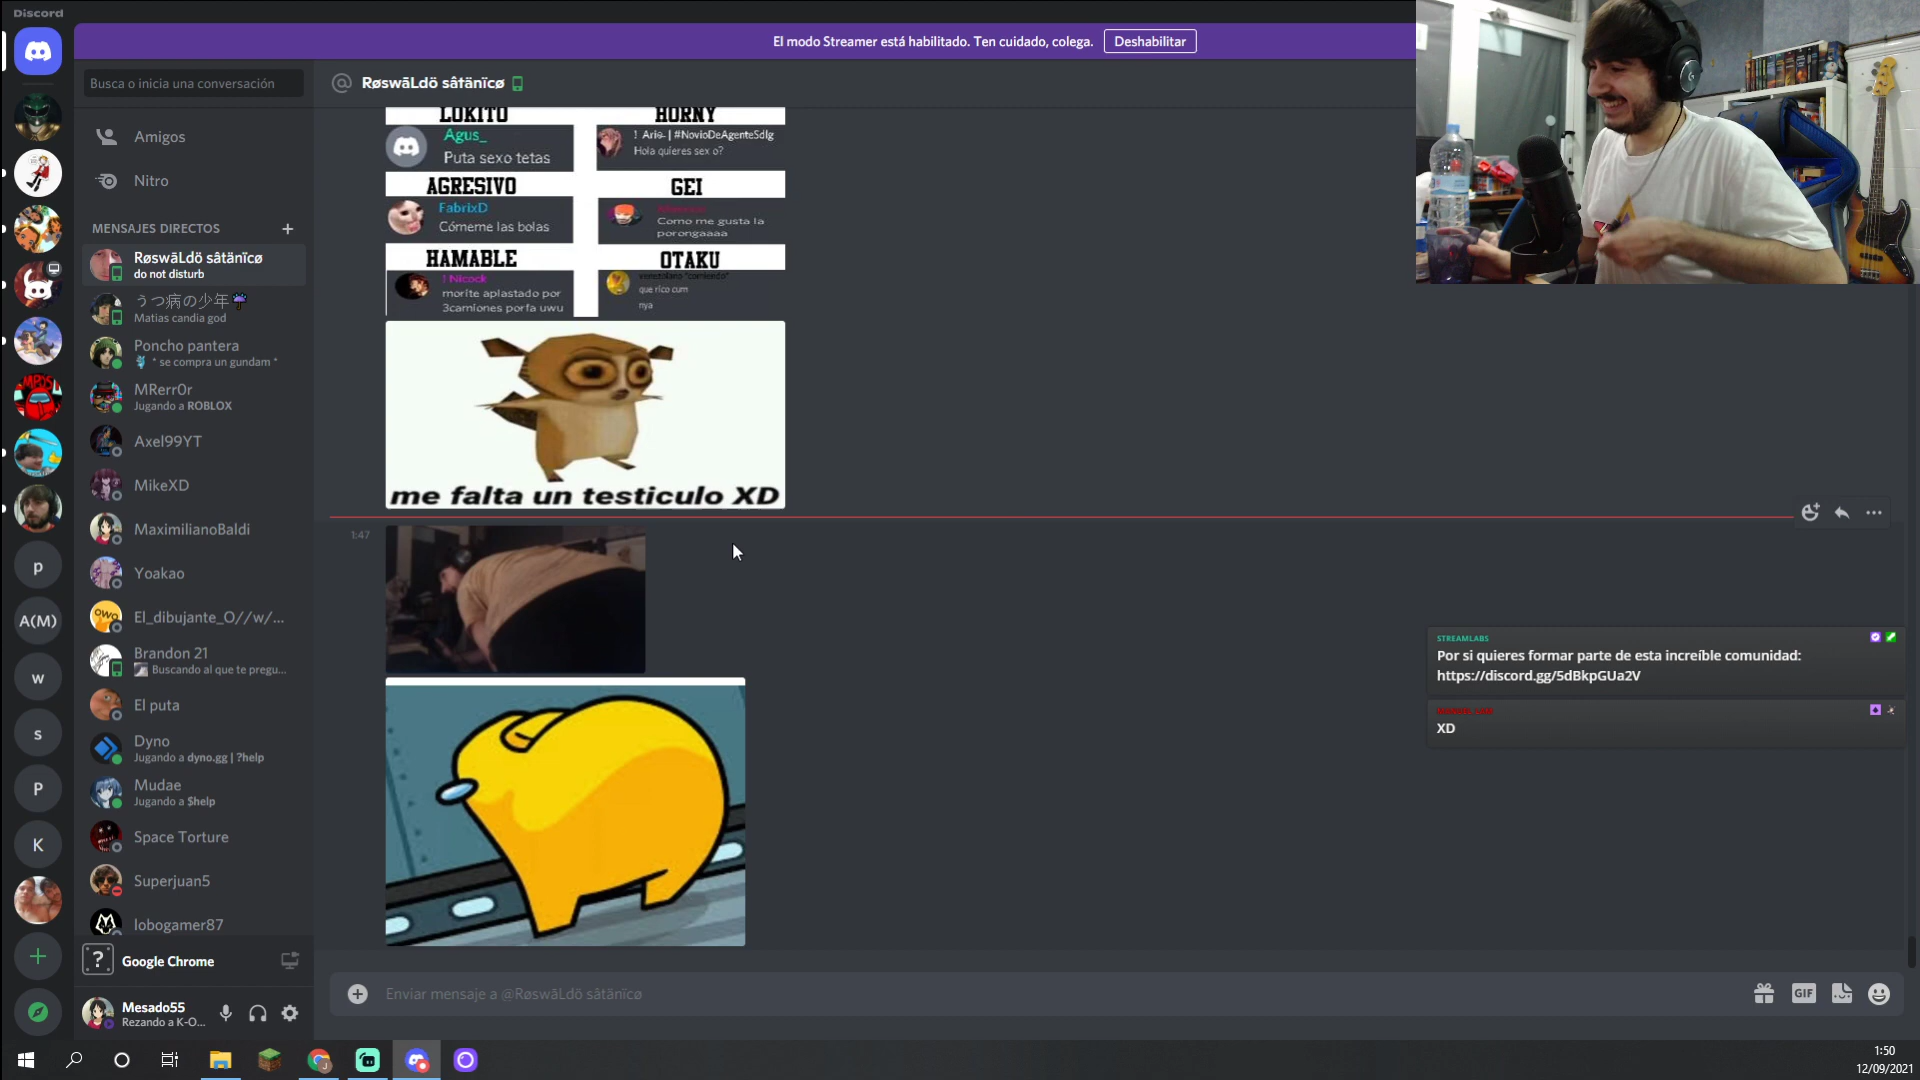 Discord
El modo Streamer está habilitado. Ten cuidado, colega.
Deshabilitar
Busca o inicia una conversación
Amigos
Nitro
MENSAJES DIRECTOS
RøswāLdö sâtänïcø
do not disturb
うつ病の少年
Matias candia god
Poncho pantera
* se compra un gundam *
MRerr0r
Jugando a ROBLOX
Axel99YT
MikeXD
MaximilianoBaldi
Yoakao
El_dibujante_O//w/...
Brandon 21
Buscando al que te pregu...
El puta
Dyno
Jugando a dyno.gg | ?help
Mudae
Jugando a $help
Space Torture
Superjuan5
lobogamer87
Google Chrome
Mesado55
Rezando a K-O...
p
A(M)
w
s
P
K
RøswāLdö sâtänïcø
LOKITO
Agus_
Puta sexo tetas
HORNY
! Arie- | #NovioDeAgenteSdlg
Hola quieres sex o?
AGRESIVO
FabrixD
Cómeme las bolas
GEI
Como me gusta la
porongaaaa
HAMABLE
! Nicock
morite aplastado por
3camiones porfa uwu
OTAKU
venezolano *comiendo*
que rico cum
nya
me falta un testiculo XD
1:47
STREAMLABS
Por si quieres formar parte de esta increíble comunidad:
https://discord.gg/5dBkpGUa2V
XD
Enviar mensaje a @RøswāLdö sâtänïcø
GIF
1:50
12/09/2021